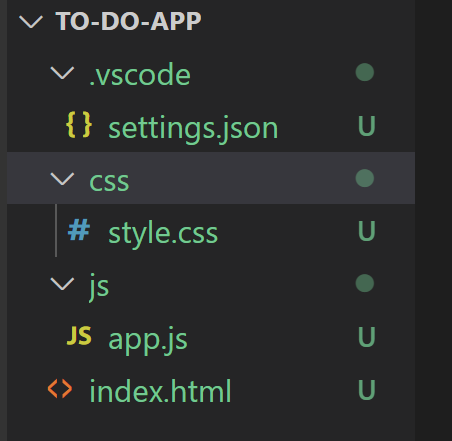 TO-DO-APP
.vscode
{} settings.json U
css
# style.css U
js
JS app.js U
<> index.html U